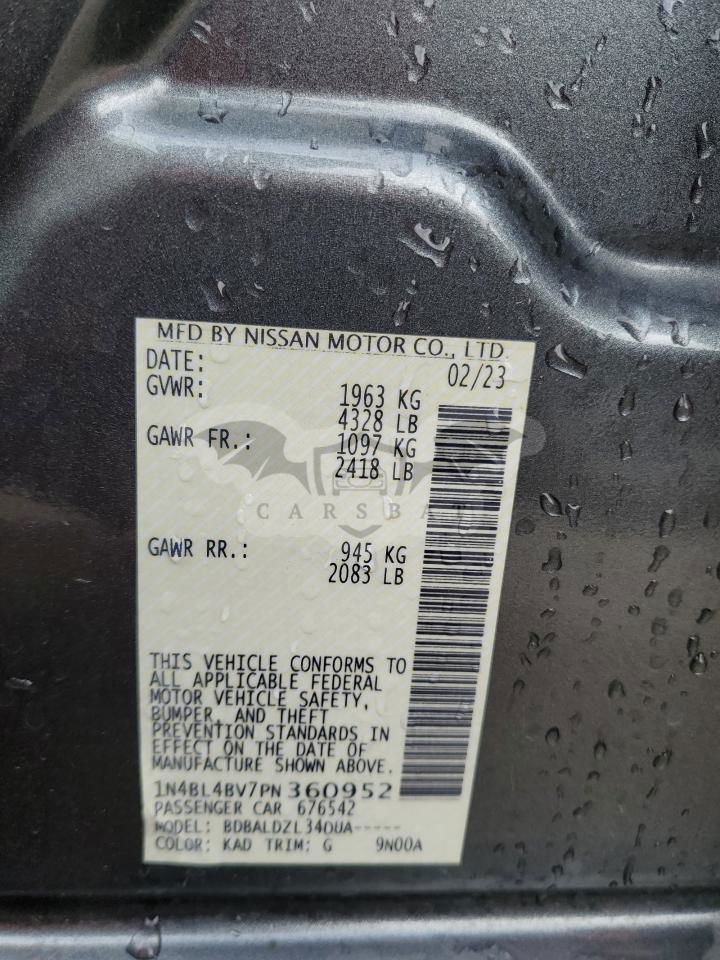 MFD BY NISSAN MOTOR CO., LTD.
DATE: 02/23
GVWR: 1963 KG
4328 LB
GAWR FR.: 1097 KG
2418 LB
CARSBAT
GAWR RR.: 945 KG
2083 LB
THIS VEHICLE CONFORMS TO
ALL APPLICABLE FEDERAL
MOTOR VEHICLE SAFETY,
BUMPER, AND THEFT
PREVENTION STANDARDS IN
EFFECT ON THE DATE OF
MANUFACTURE SHOWN ABOVE.
1N4BL4BV7PN360952
PASSENGER CAR 676542
MODEL: BDBALDZL34DUA-----
COLOR: KAD TRIM: G 9N00A